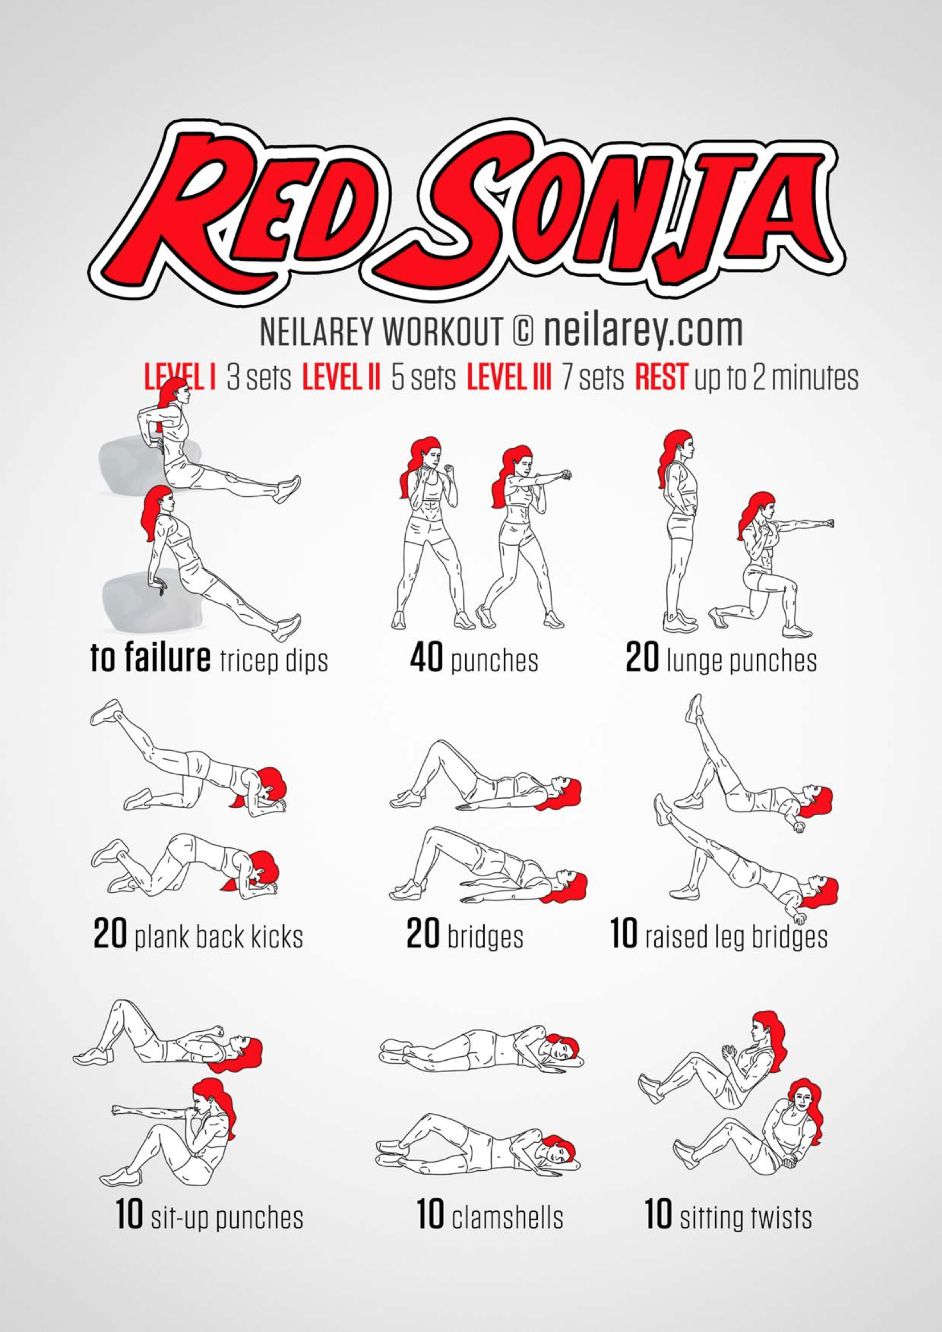 RED SONJA
NEILAREY WORKOUT © neilarey.com
LEVEL I 3 sets LEVEL II 5 sets LEVEL III 7 sets REST up to 2 minutes
to failure tricep dips
40 punches
20 lunge punches
20 plank back kicks
20 bridges
10 raised leg bridges
10 sit-up punches
10 clamshells
10 sitting twists